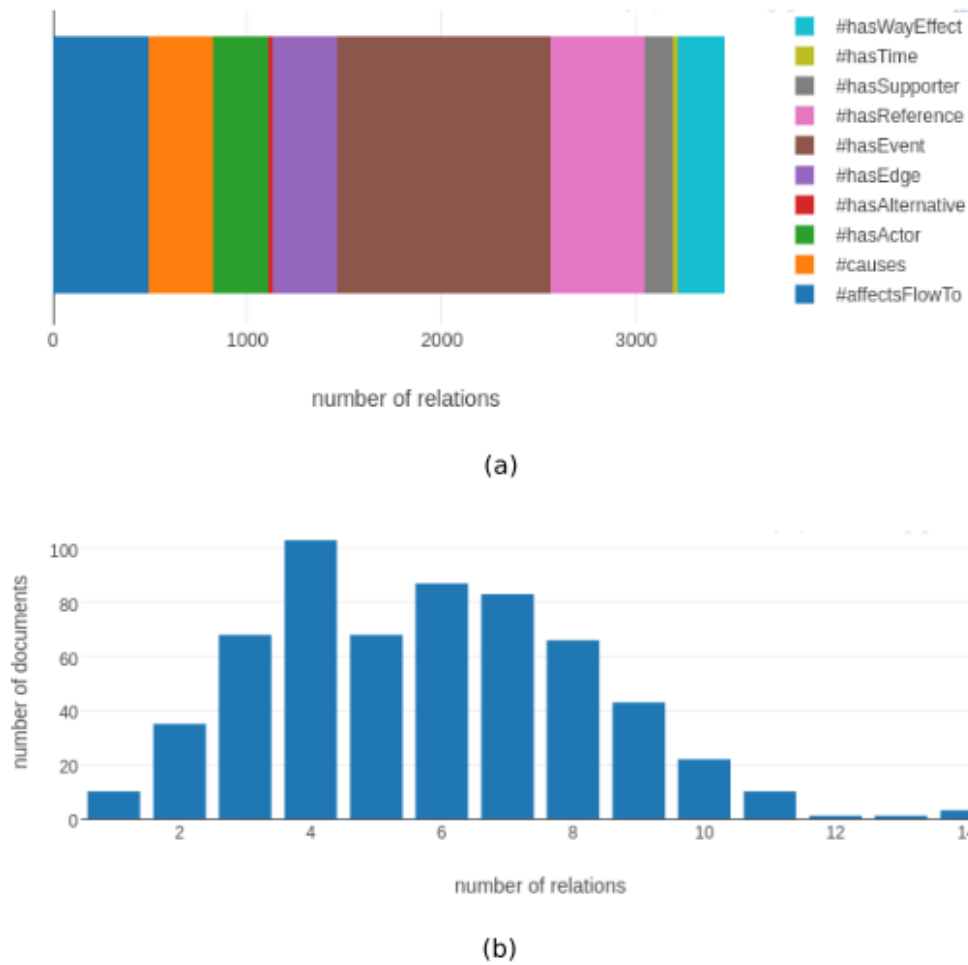 #hasWayEffect
#hasTime
#hasSupporter
#hasReference
#hasEvent
#hasEdge
#hasAlternative
#hasActor
#causes
#affectsFlowTo
0 1000 2000 3000
number of relations
(a)
number of documents
100
80
60
40
20
0
2 4 6 8 10 12
number of relations
(b)